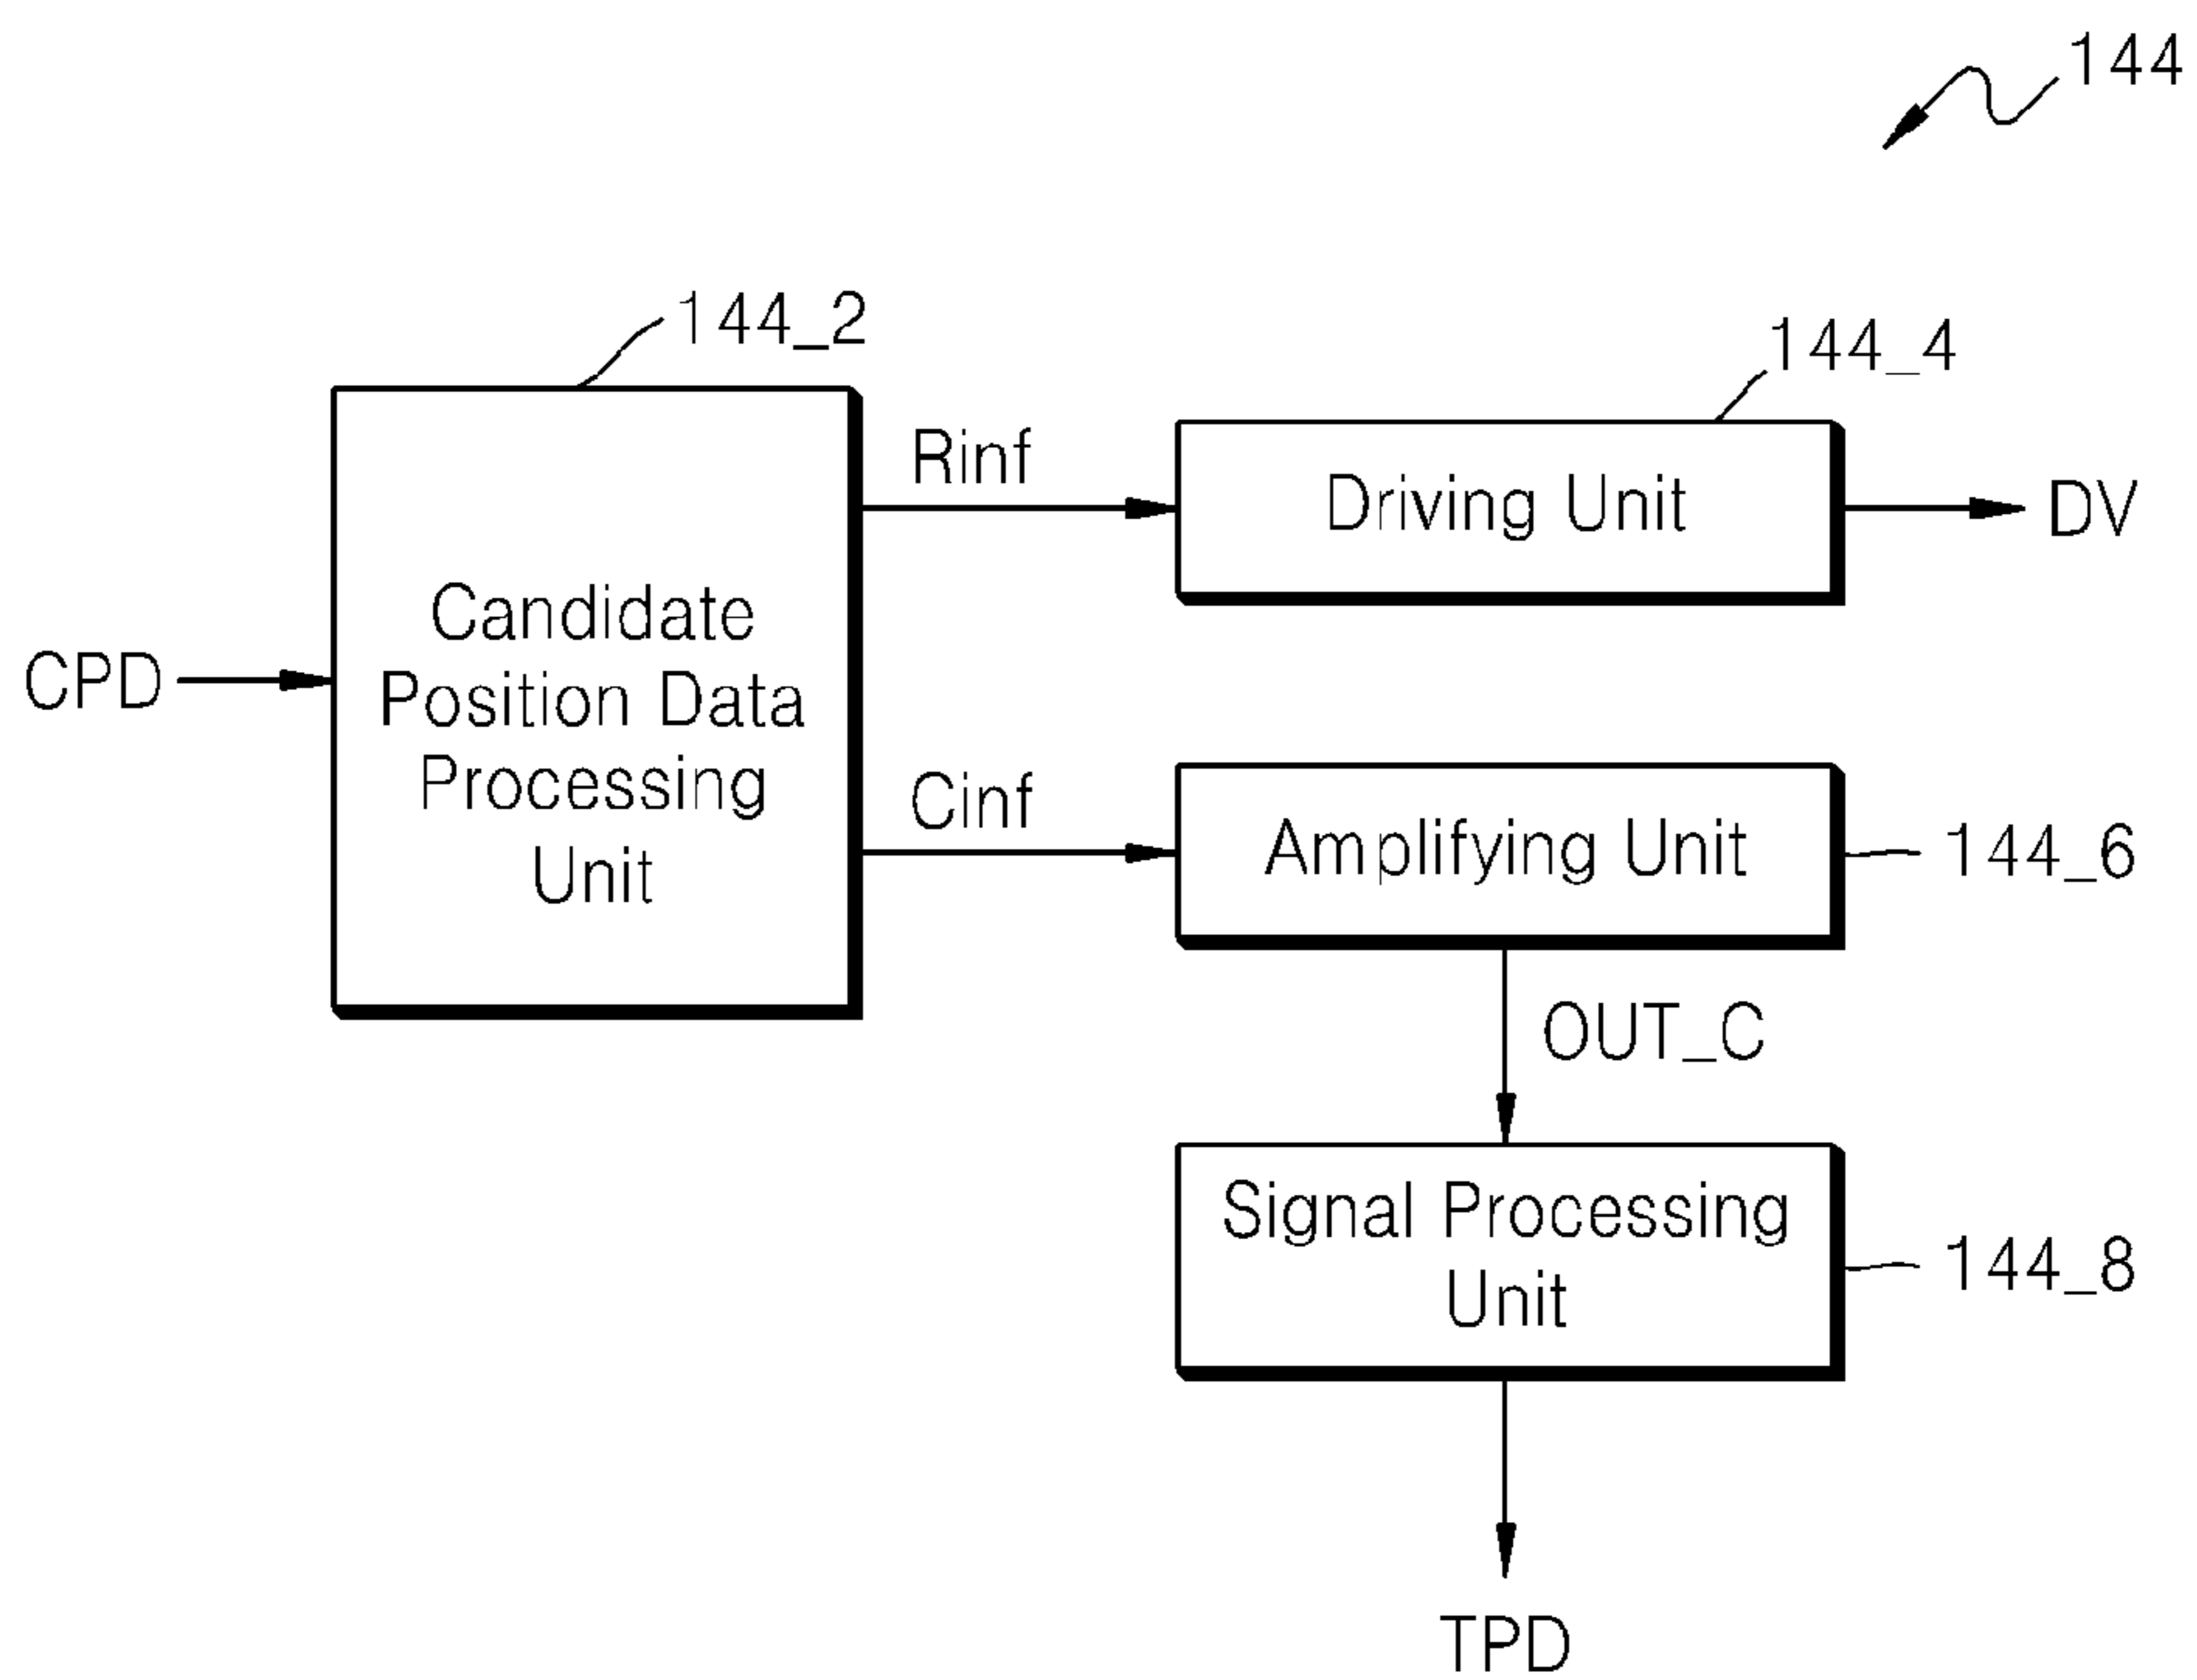 144
144_2
144_4
Rinf
Driving Unit
DV
CPD
Candidate
Position Data
Processing
Unit
Cinf
Amplifying Unit
144_6
OUT_C
Signal Processing
Unit
144_8
TPD